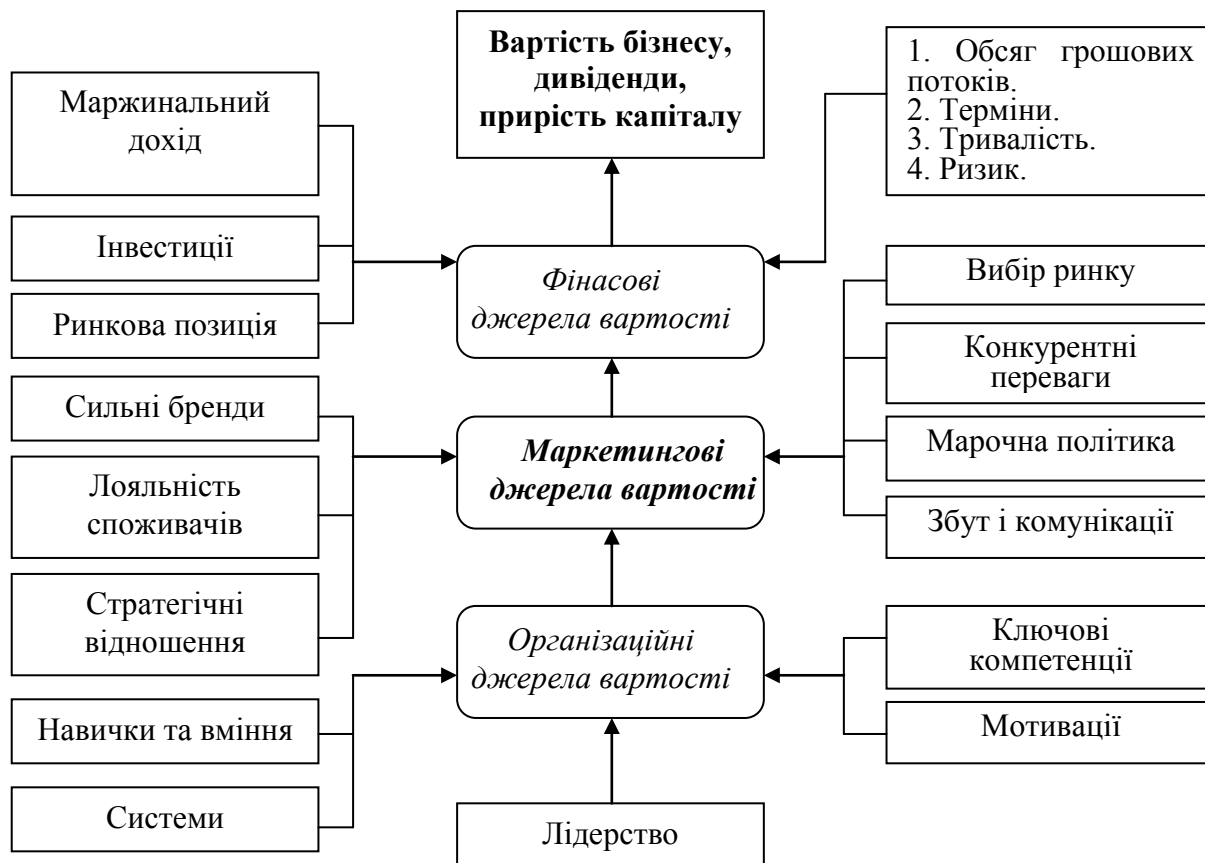 Вартість бізнесу,
дивіденди,
приріст капіталу
1. Обсяг грошових
потоків.
2. Терміни.
3. Тривалість.
4. Ризик.
Маржинальний
дохід
Інвестиції
Ринкова позиція
Фінасові
джерела вартості
Вибір ринку
Конкурентні
переваги
Марочна політика
Збут і комунікації
Сильні бренди
Лояльність
споживачів
Стратегічні
відношення
Маркетингові
джерела вартості
Організаційні
джерела вартості
Ключові
компетенції
Мотивації
Навички та вміння
Системи
Лідерство